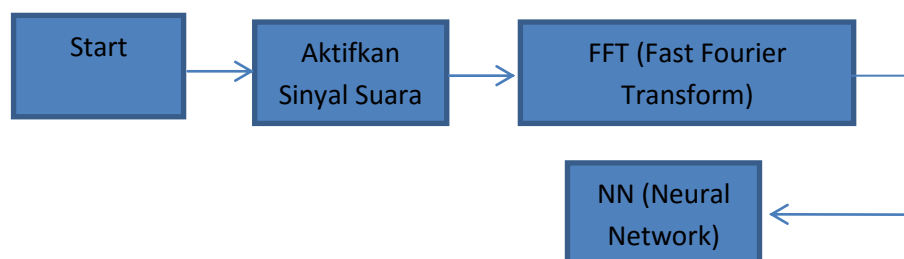 Start
Aktifkan
Sinyal Suara
FFT (Fast Fourier
Transform)
NN (Neural
Network)